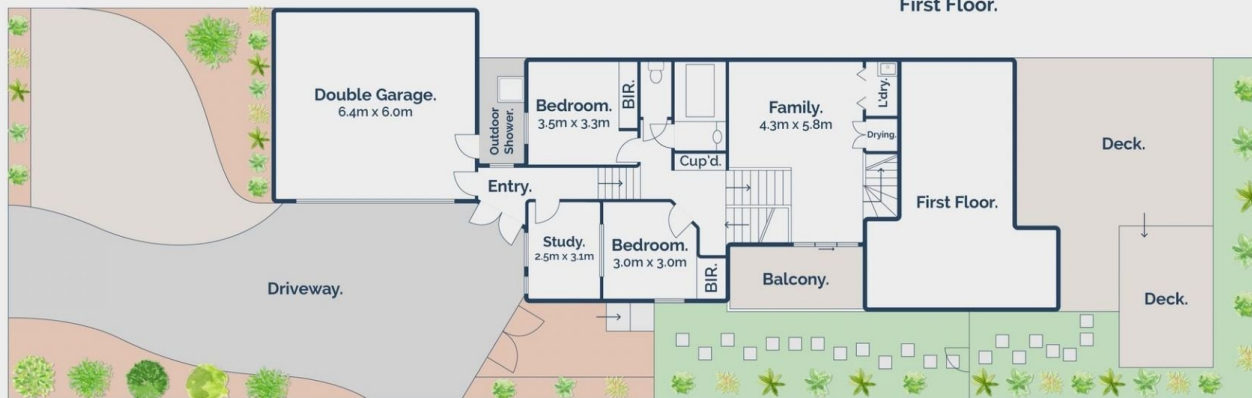 First Floor.
Double Garage.
6.4m x 6.0m
Outdoor
Shower.
Bedroom.
3.5m x 3.3m
BIR.
Family.
4.3m x 5.8m
L'dry.
Drying.
Deck.
Cup'd.
Entry.
First Floor.
Study.
2.5m x 3.1m
Bedroom.
3.0m x 3.0m
BIR.
Balcony.
Driveway.
Deck.